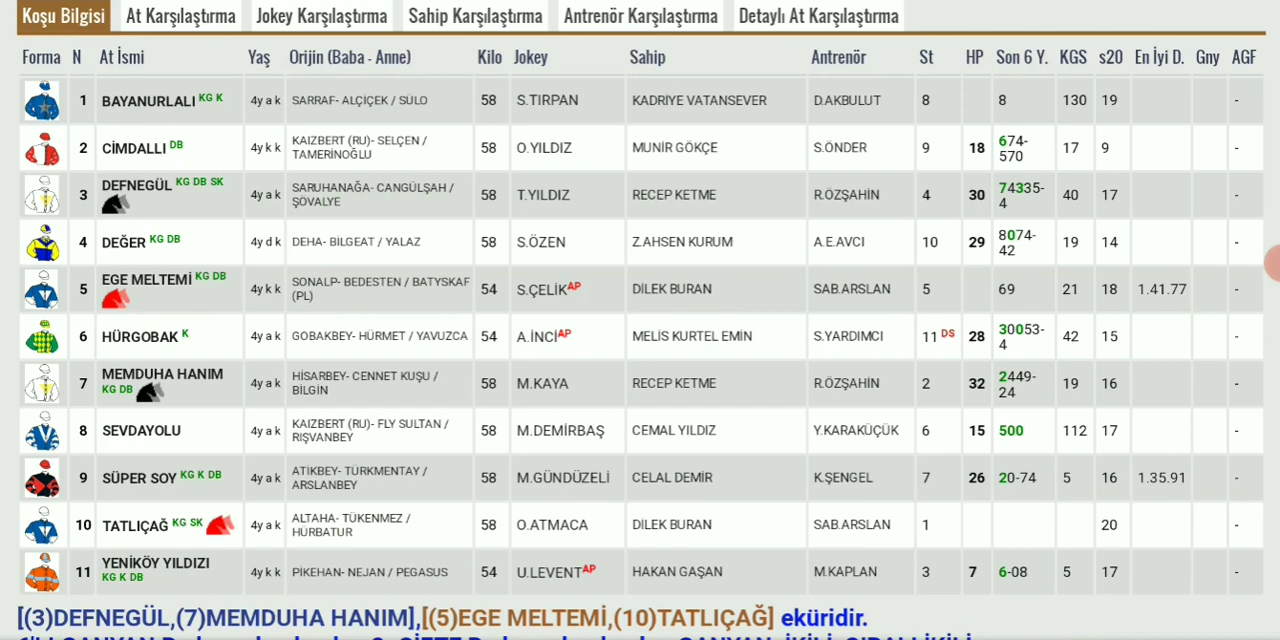 Koşu Bilgisi At Karşılaştırma Jokey Karşılaştırma Sahip Karşılaştırma Antrenör Karşılaştırma Detaylı At Karşılaştırma
Forma N At İsmi Yaş Orijin (Baba - Anne) Kilo Jokey Sahip Antrenör St HP Son 6 Y. KGS s20 En İyi D. Gny AGF
1 BAYANURLALI KG K 4y a k SARRAF- ALÇİÇEK / SÜLO 58 S.TIRPAN KADRİYE VATANSEVER D.AKBULUT 8 8 130 19 -
2 CİMDALLI DB 4y k k KAIZBERT (RU)- SELÇEN / TAMERİNOĞLU 58 O.YILDIZ MUNİR GÖKÇE S.ÖNDER 9 18 674-570 17 9 -
3 DEFNEGÜL KG DB SK 4y a k SARUHANAĞA- CANGÜLŞAH / ŞÖVALYE 58 T.YILDIZ RECEP KETME R.ÖZŞAHİN 4 30 74335-4 40 17 -
4 DEĞER KG DB 4y d k DEHA- BİLGEAT / YALAZ 58 S.ÖZEN Z.AHSEN KURUM A.E.AVCI 10 29 8074-42 19 14 -
5 EGE MELTEMİ KG DB 4y k k SONALP- BEDESTEN / BATYSKAF (PL) 54 S.ÇELİK AP DİLEK BURAN SAB.ARSLAN 5 69 21 18 1.41.77 -
6 HÜRGOBAK K 4y a k GOBAKBEY- HÜRMET / YAVUZCA 54 A.İNCİ AP MELİS KURTEL EMİN S.YARDIMCI 11 DS 28 30053-4 42 15 -
7 MEMDUHA HANIM KG DB 4y a k HİSARBEY- CENNET KUŞU / BİLGİN 58 M.KAYA RECEP KETME R.ÖZŞAHİN 2 32 2449-24 19 16 -
8 SEVDAYOLU 4y a k KAIZBERT (RU)- FLY SULTAN / RIŞVANBEY 58 M.DEMİRBAŞ CEMAL YILDIZ Y.KARAKÜÇÜK 6 15 500 112 17 -
9 SÜPER SOY KG K DB 4y a k ATİKBEY- TÜRKMENTAY / ARSLANBEY 58 M.GÜNDÜZELİ CELAL DEMİR K.ŞENGEL 7 26 20-74 5 16 1.35.91 -
10 TATLIÇAĞ KG SK 4y a k ALTAHA- TÜKENMEZ / HÜRBATUR 58 O.ATMACA DİLEK BURAN SAB.ARSLAN 1 20 -
11 YENİKÖY YILDIZI KG K DB 4y k k PİKEHAN- NEJAN / PEGASUS 54 U.LEVENT AP HAKAN GAŞAN M.KAPLAN 3 7 6-08 5 17 -
[(3)DEFNEGÜL,(7)MEMDUHA HANIM],[(5)EGE MELTEMİ,(10)TATLIÇAĞ] eküridir.